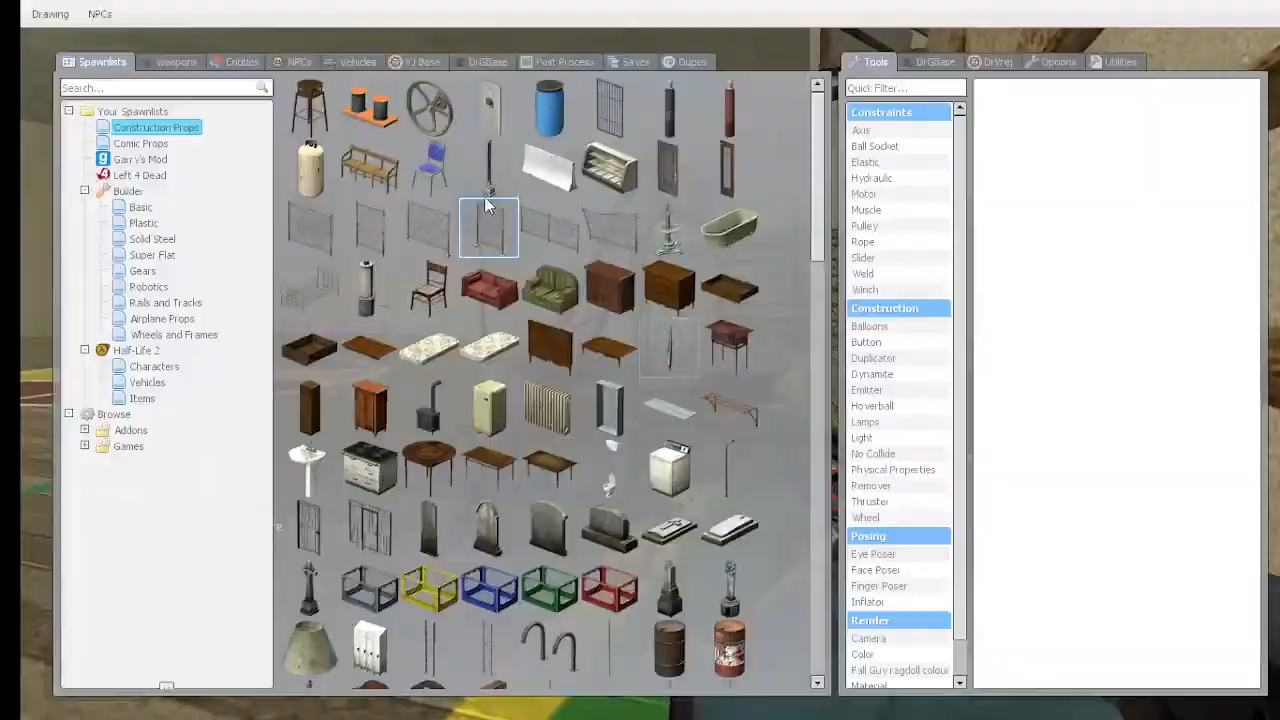 Drawing NPCs
Spawnlists Weapons Entities NPCs Vehicles VJ Base DrGBase Post Process Saves Dupes
Tools DrGBase DrVrej Options Utilities
Search...
Quick Filter...
Your Spawnlists
Construction Props
Comic Props
Garry's Mod
Left 4 Dead
Builder
Basic
Plastic
Solid Steel
Super Flat
Gears
Robotics
Rails and Tracks
Airplane Props
Wheels and Frames
Half-Life 2
Characters
Vehicles
Items
Browse
Addons
Games
Constraints
Axis
Ball Socket
Elastic
Hydraulic
Motor
Muscle
Pulley
Rope
Slider
Weld
Winch
Construction
Balloons
Button
Duplicator
Dynamite
Emitter
Hoverball
Lamps
Light
No Collide
Physical Properties
Remover
Thruster
Wheel
Posing
Eye Poser
Face Poser
Finger Poser
Inflator
Render
Camera
Color
Fall Guy ragdoll colou
Material